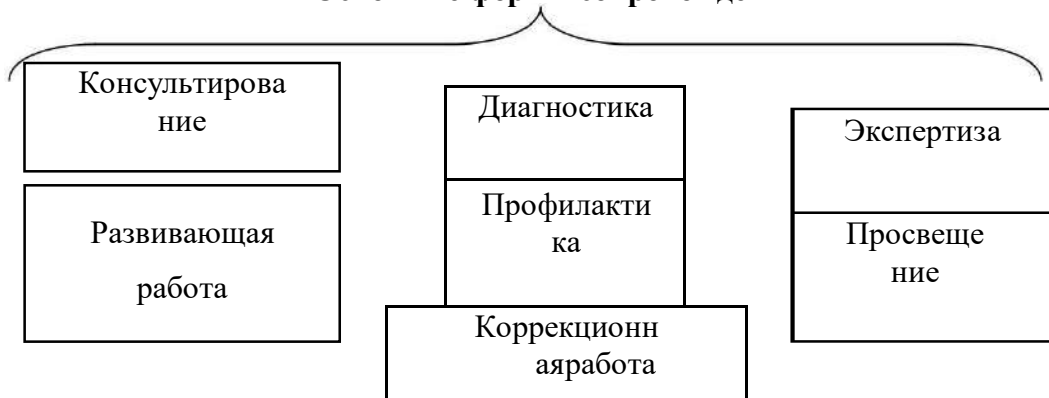 Консультирова
ние
Развивающая
работа
Диагностика
Профилакти
ка
Коррекционн
аяработа
Экспертиза
Просвеще
ние